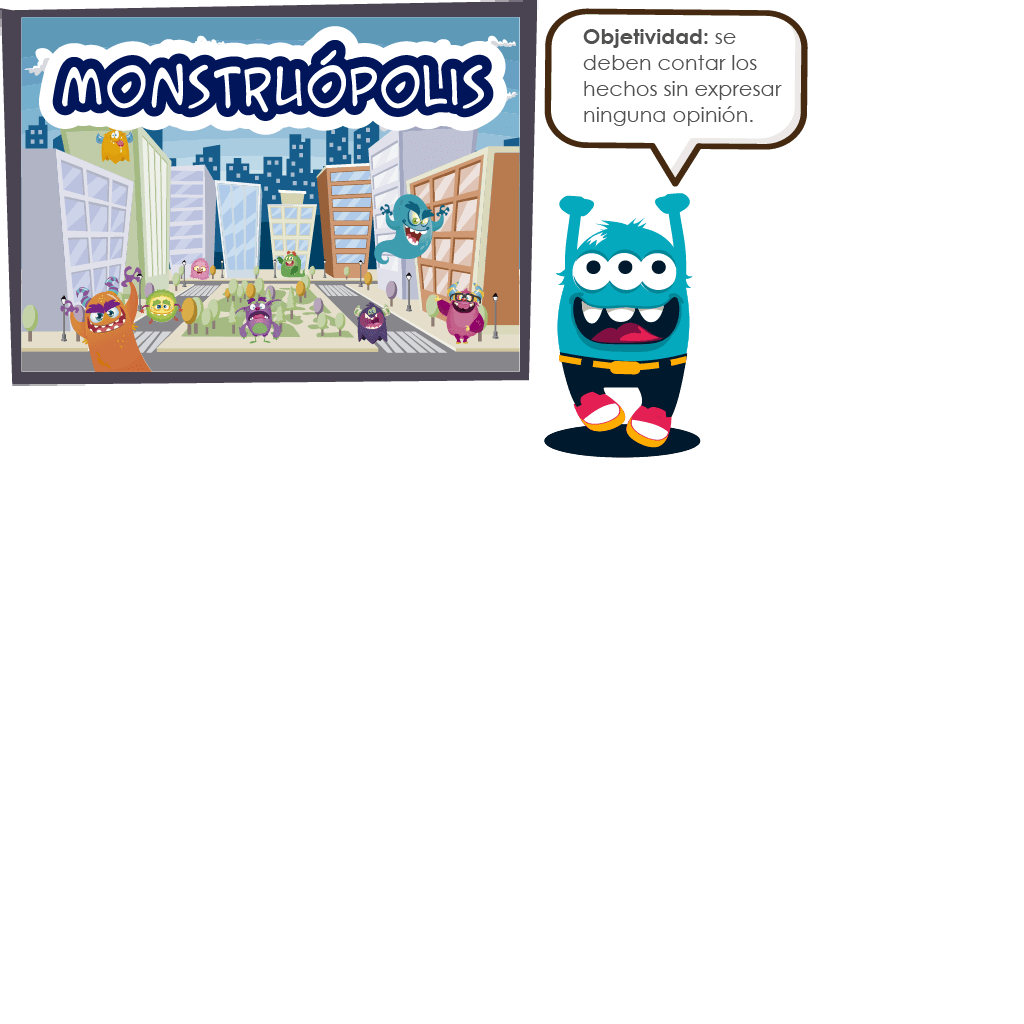 MONSTRUÓPOLIS
Objetividad: se
deben contar los
hechos sin expresar
ninguna opinión.